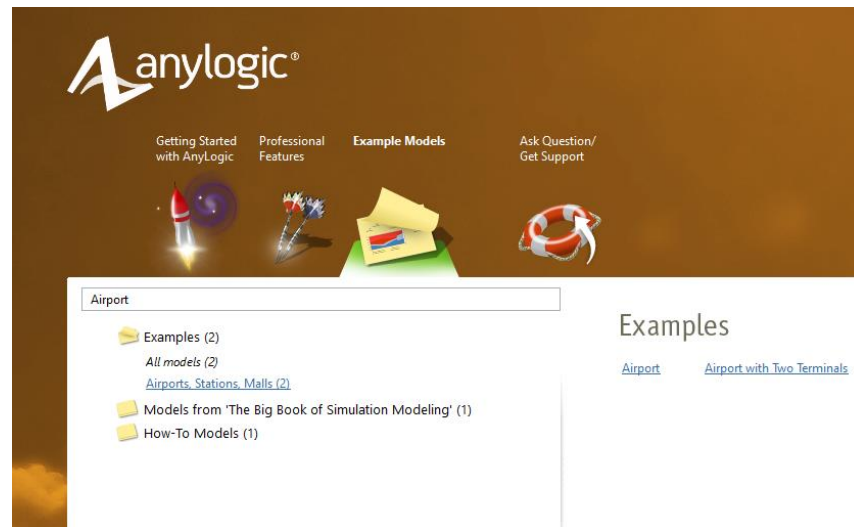 anylogic®
Getting Started
with AnyLogic
Professional
Features
Example Models
Ask Question/
Get Support
Airport
Examples (2)
All models (2)
Airports, Stations, Malls (2)
Models from 'The Big Book of Simulation Modeling' (1)
How-To Models (1)
Examples
Airport Airport with Two Terminals